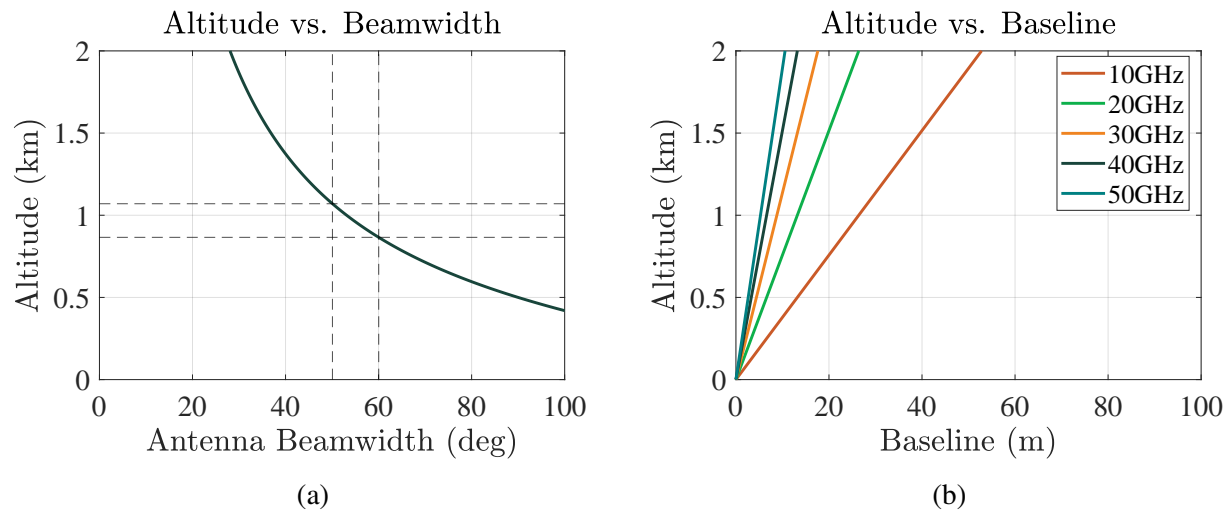 Altitude vs. Beamwidth
2
1.5
1
0.5
0
0 20 40 60 80 100
Altitude (km)
Antenna Beamwidth (deg)
(a)
Altitude vs. Baseline
2
1.5
1
0.5
0
0 20 40 60 80 100
Altitude (km)
Baseline (m)
10GHz
20GHz
30GHz
40GHz
50GHz
(b)